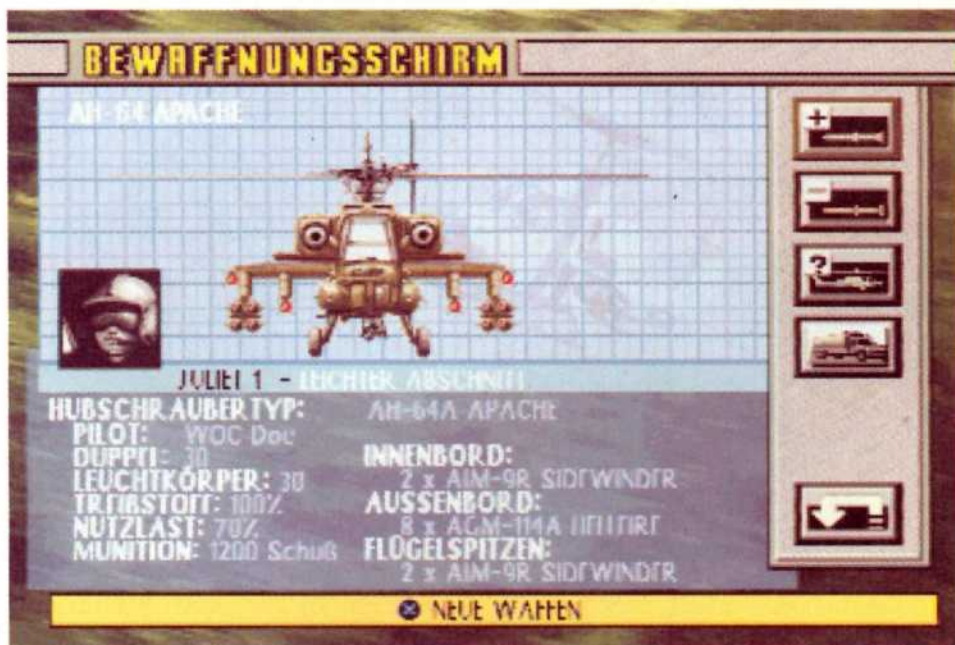 BEWAFFNUNGSSCHIRM
AH-64 APACHE
JULIET 1 - LEICHTER ABSCHNITT
HUBSCHRAUBERTYP: AH-64A APACHE
PILOT: WOC Doe
DÜPPEL: 30
LEUCHTKÖRPER: 30
TREIBSTOFF: 100%
NUTZLAST: 70%
MUNITION: 1200 Schuß
INNENBORD:
2 x AIM-9R SIDEWINDER
AUSSENBORD:
8 x AGM-114A HELLFIRE
FLÜGELSPITZEN:
2 x AIM-9R SIDEWINDER
NEUE WAFFEN